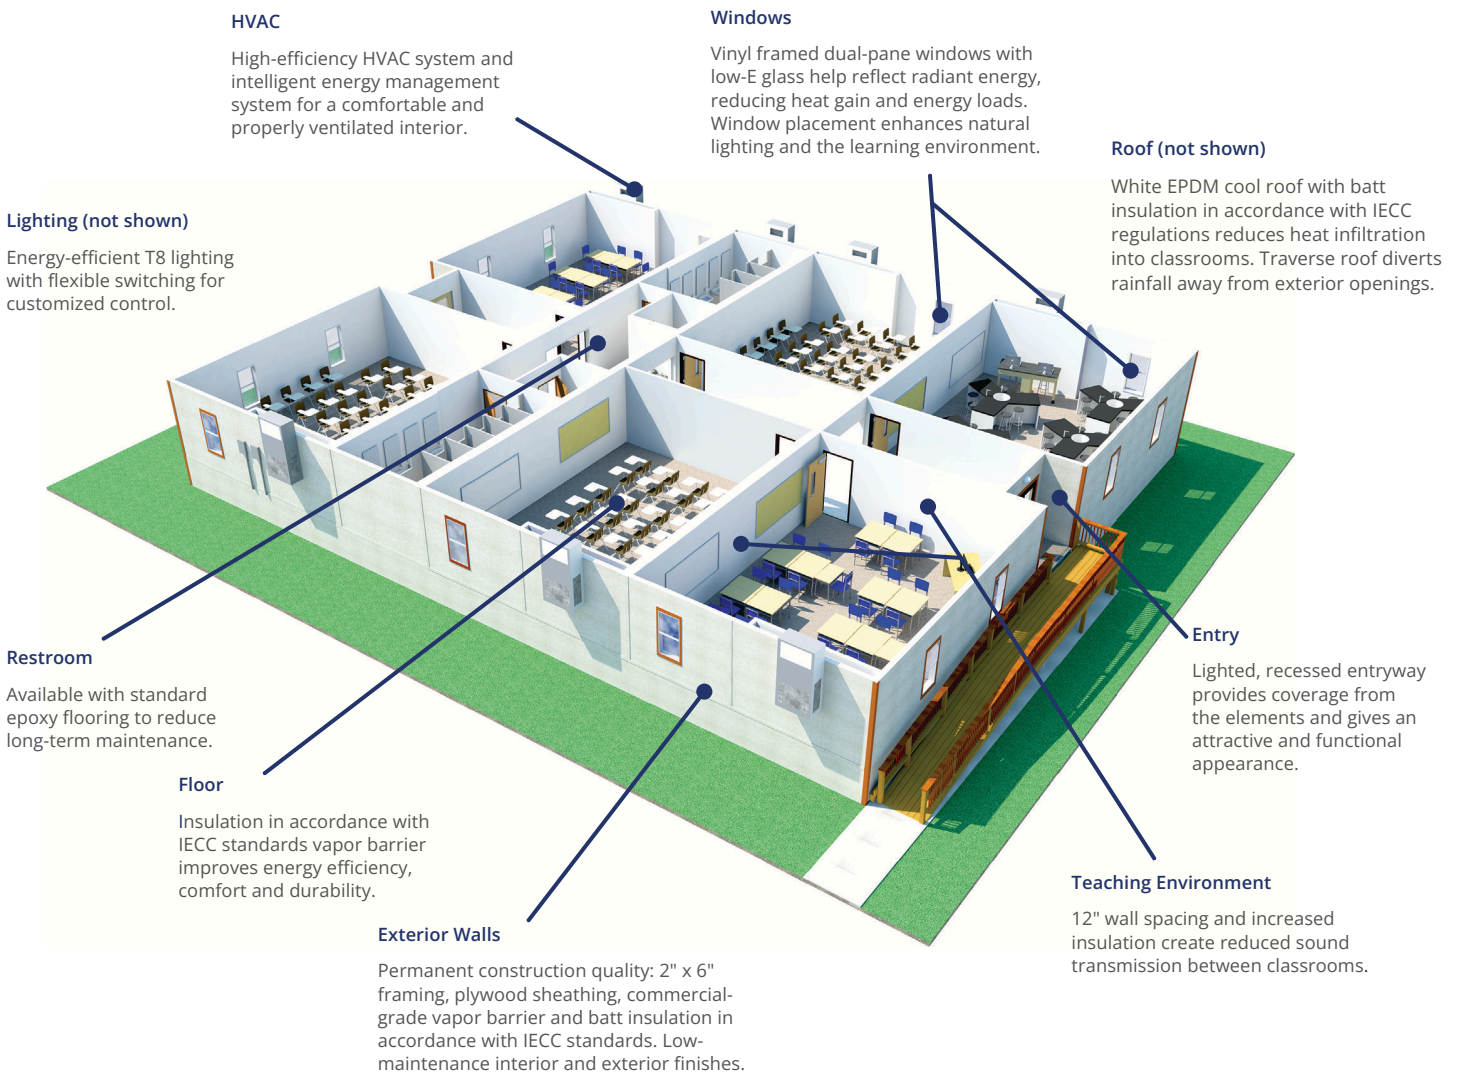 HVAC
High-efficiency HVAC system and
intelligent energy management
system for a comfortable and
properly ventilated interior.
Windows
Vinyl framed dual-pane windows with
low-E glass help reflect radiant energy,
reducing heat gain and energy loads.
Window placement enhances natural
lighting and the learning environment.
Roof (not shown)
White EPDM cool roof with batt
insulation in accordance with IECC
regulations reduces heat infiltration
into classrooms. Traverse roof diverts
rainfall away from exterior openings.
Lighting (not shown)
Energy-efficient T8 lighting
with flexible switching for
customized control.
Restroom
Available with standard
epoxy flooring to reduce
long-term maintenance.
Entry
Lighted, recessed entryway
provides coverage from
the elements and gives an
attractive and functional
appearance.
Floor
Insulation in accordance with
IECC standards vapor barrier
improves energy efficiency,
comfort and durability.
Teaching Environment
12" wall spacing and increased
insulation create reduced sound
transmission between classrooms.
Exterior Walls
Permanent construction quality: 2" x 6"
framing, plywood sheathing, commercial-
grade vapor barrier and batt insulation in
accordance with IECC standards. Low-
maintenance interior and exterior finishes.